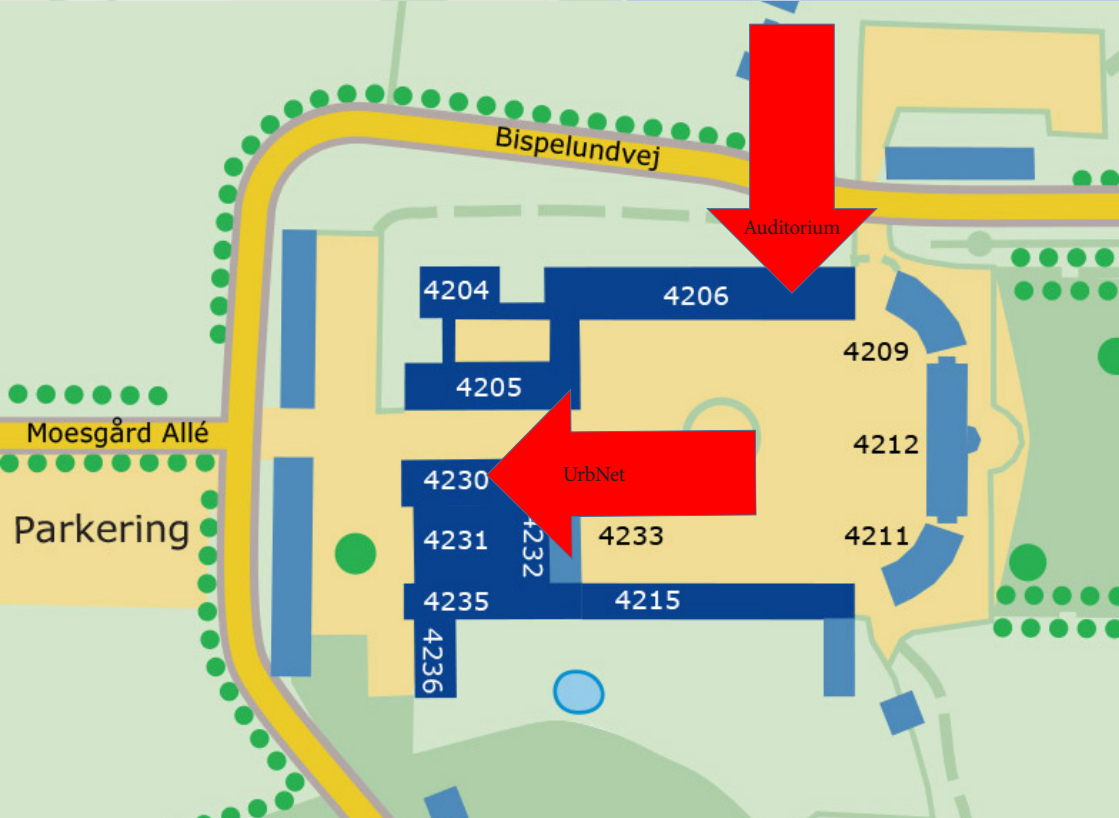 Bispelundvej
Auditorium
4204
4206
4209
4205
Moesgård Allé
4212
4230
UrbNet
Parkering
4231
4232
4233
4211
4235
4215
4236